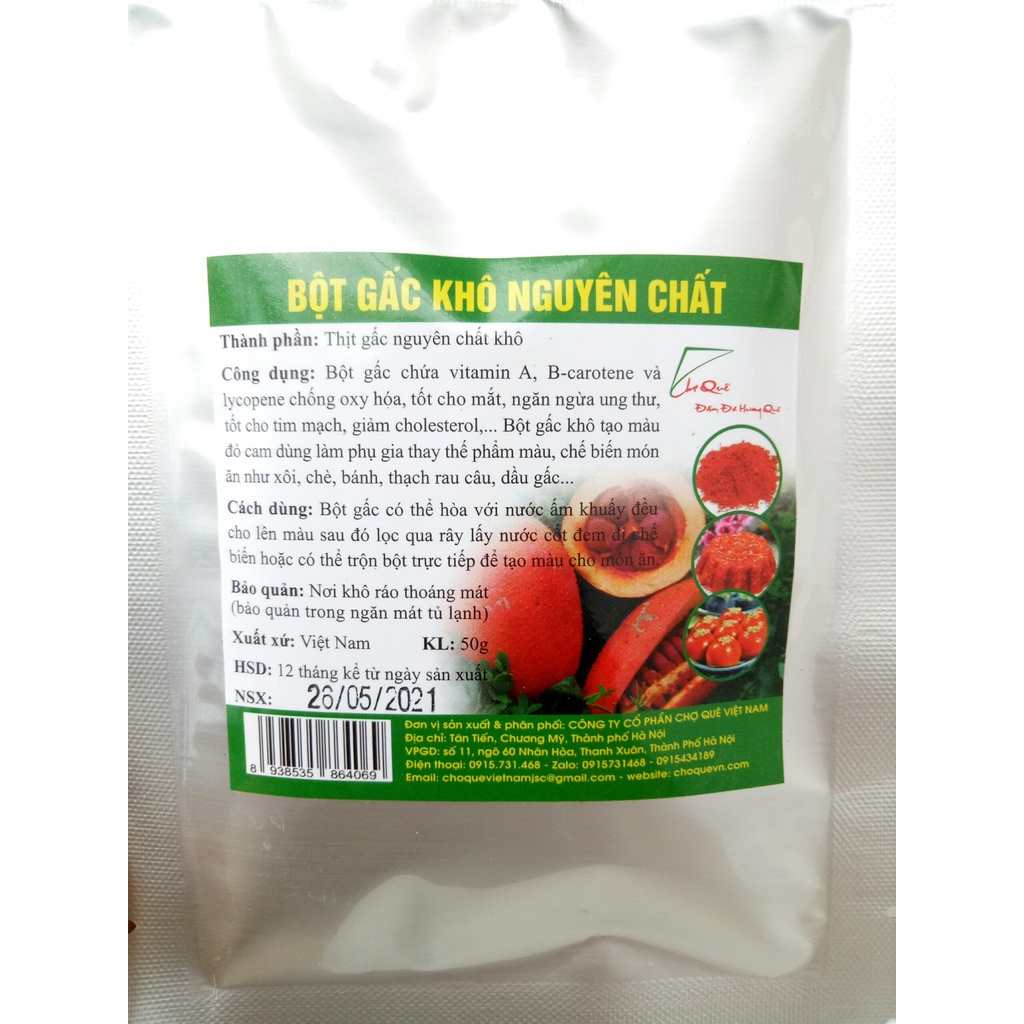 BỘT GẤC KHÔ NGUYÊN CHẤT
Thành phần: Thịt gấc nguyên chất khô
Công dụng: Bột gấc chứa vitamin A, B-carotene và
lycopene chống oxy hóa, tốt cho mắt, ngăn ngừa ung thư,
tốt cho tim mạch, giảm cholesterol,... Bột gấc khô tạo màu
đỏ cam dùng làm phụ gia thay thế phẩm màu, chế biến món
ăn như xôi, chè, bánh, thạch rau câu, dầu gấc...
Chợ Quê
Đậm Đà Hương Quê
Cách dùng: Bột gấc có thể hòa với nước ấm khuấy đều
cho lên màu sau đó lọc qua rây lấy nước cốt đem đi chế
biến hoặc có thể trộn bột trực tiếp để tạo màu cho món ăn.
Bảo quản: Nơi khô ráo thoáng mát
(bảo quản trong ngăn mát tủ lạnh)
Xuất xứ: Việt Nam KL: 50g
HSD: 12 tháng kể từ ngày sản xuất
NSX: 26/05/2021
8 938535 864069
Đơn vị sản xuất & phân phối: CÔNG TY CỔ PHẦN CHỢ QUÊ VIỆT NAM
Địa chỉ: Tân Tiến, Chương Mỹ, Thành phố Hà Nội
VPGD: số 11, ngõ 60 Nhân Hòa, Thanh Xuân, Thành Phố Hà Nội
Điện thoại: 0915.731.468 - Zalo: 0915731468 - 0915434189
Email: choquevietnamjsc@gmail.com - website: choquevn.com